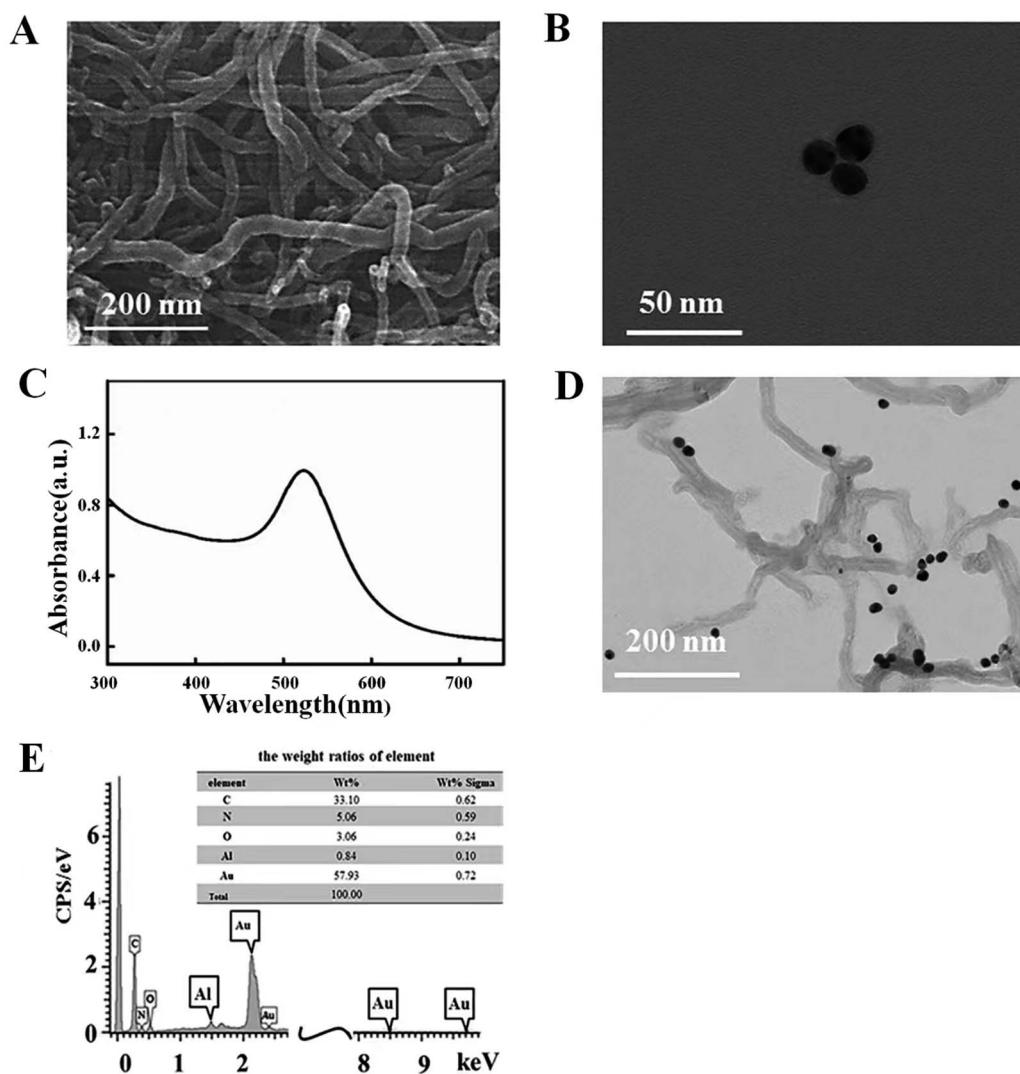 A
200 nm
B
50 nm
C
Absorbance(a.u.)
1.2
0.8
0.4
0.0
300 400 500 600 700
Wavelength(nm)
D
200 nm
E
the weight ratios of element
element Wt% Wt% Sigma
C 33.10 0.62
N 5.06 0.59
O 3.06 0.24
Al 0.84 0.10
Au 57.93 0.72
Total 100.00
CPS/eV
6
4
2
0
C
N
O
Al
Au
Au
Au
Au
0 1 2 8 9 keV